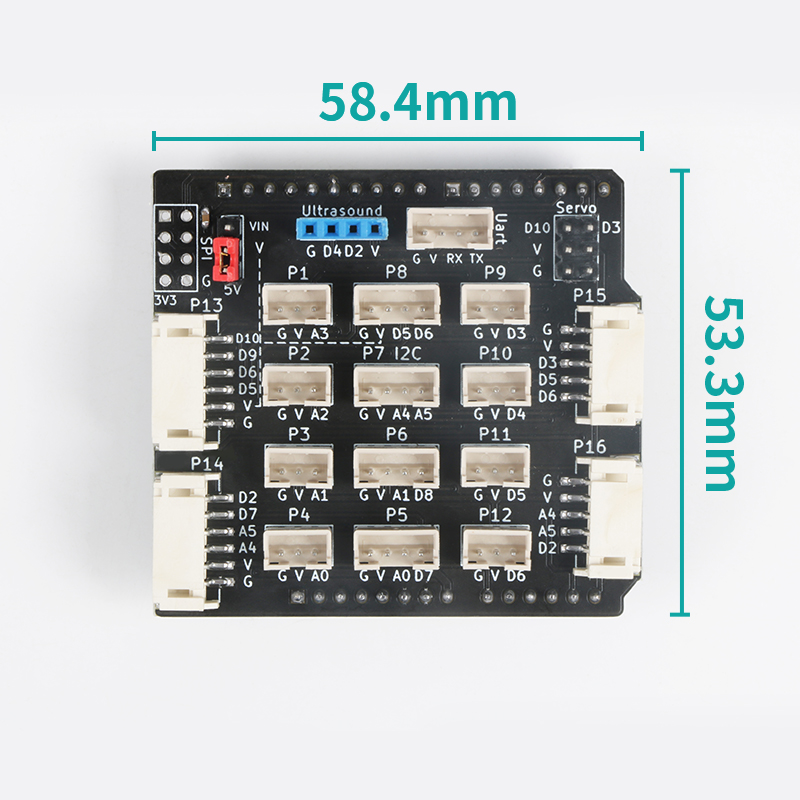 58.4mm
53.3mm
Ultrasound
G D4 D2 V
Uart
G V RX TX
Servo
D10
D3
V
G
VIN
V
SPI
G
5V
3V3
P13
D10
D9
D6
D5
V
G
P14
D2
D7
A5
A4
V
G
P1
G V A3
P8
G V D5 D6
P9
G V D3
P2
G V A2
P7 I2C
G V A4 A5
P10
G V D4
P3
G V A1
P6
G V A1 D8
P11
G V D5
P4
G V A0
P5
G V A0 D7
P12
G V D6
P15
G
V
D3
D5
D6
P16
G
V
A4
A5
D2